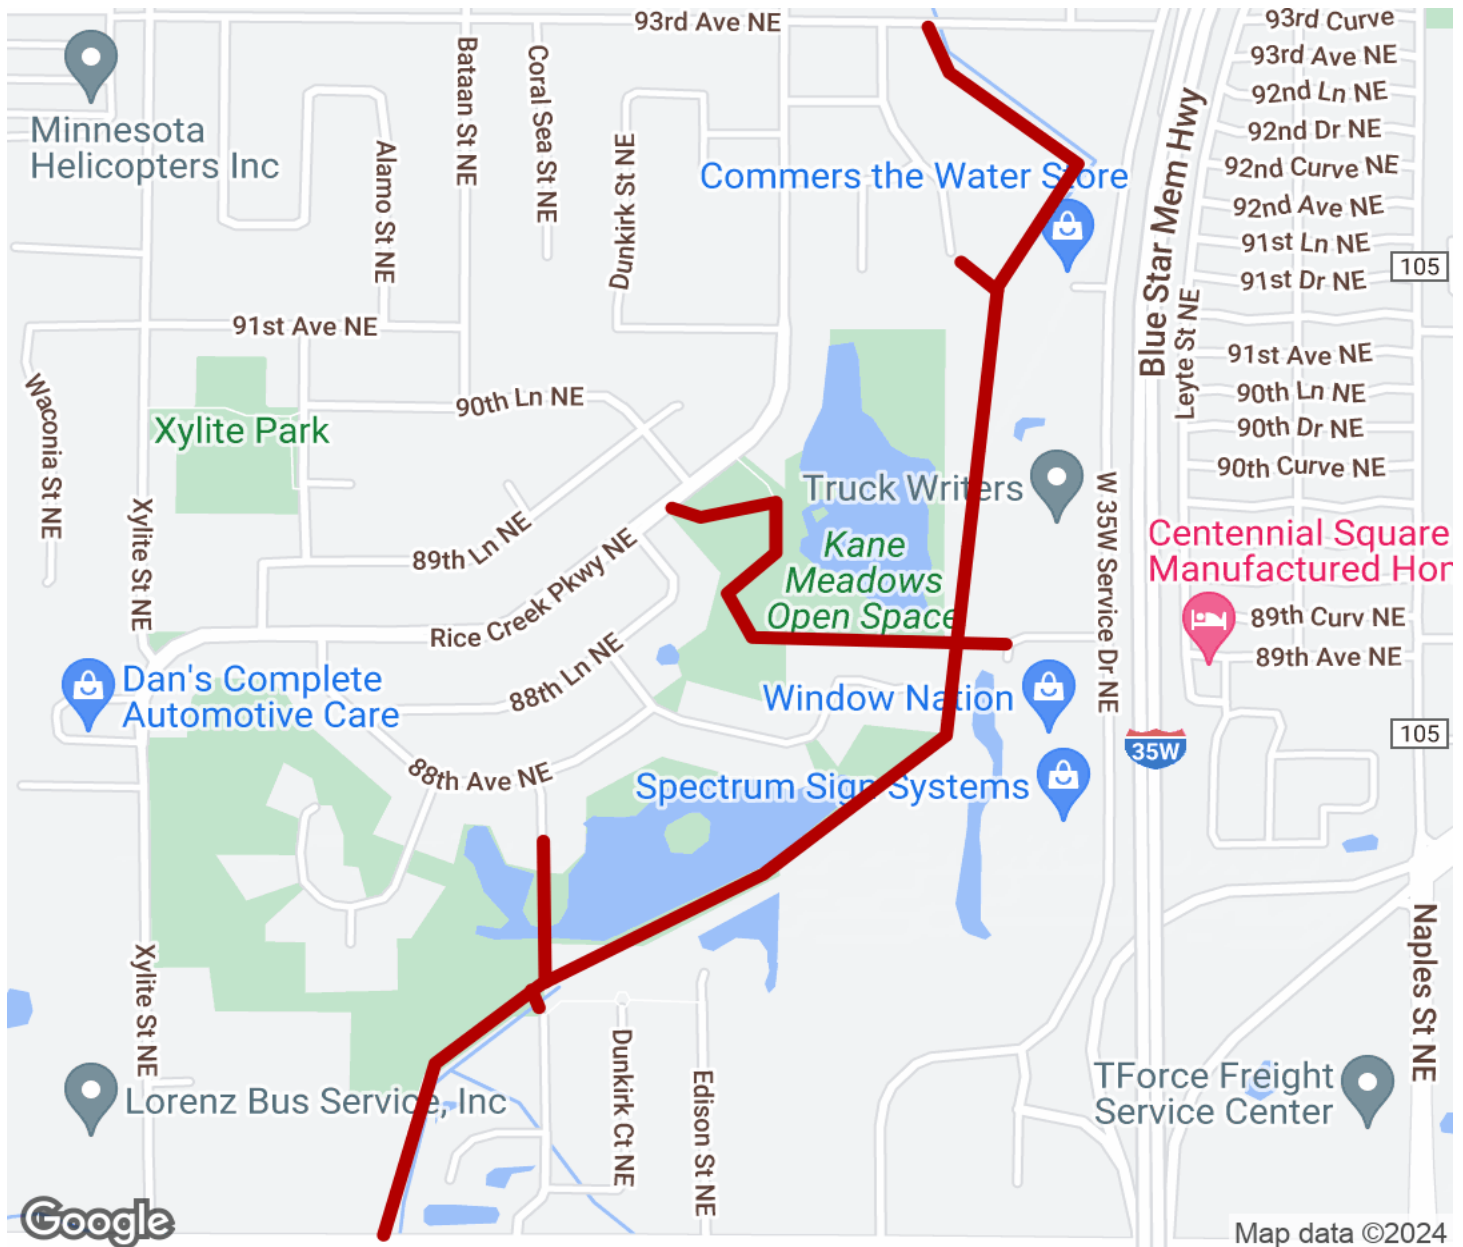 93rd Ave NE
93rd Curve
93rd Ave NE
92nd Ln NE
92nd Dr NE
92nd Curve NE
92nd Ave NE
91st Ln NE
91st Dr NE
105
Minnesota
Helicopters Inc
Bataan St NE
Coral Sea St NE
Alamo St NE
Dunkirk St NE
Commers the Water Store
Blue Star Mem Hwy
Leyte St NE
91st Ave NE
91st Ave NE
90th Ln NE
90th Dr NE
90th Curve NE
Waconia St NE
Xylite Park
90th Ln NE
Xylite St NE
89th Ln NE
Truck Writers
W 35W Service Dr NE
Kane
Meadows
Open Space
Centennial Square
Manufactured Hom
89th Curv NE
89th Ave NE
Rice Creek Pkwy NE
88th Ln NE
Dan's Complete
Automotive Care
Window Nation
105
35W
88th Ave NE
Spectrum Sign Systems
Xylite St NE
Naples St NE
Lorenz Bus Service, Inc
Dunkirk Ct NE
Edison St NE
TForce Freight
Service Center
Google
Map data ©2024